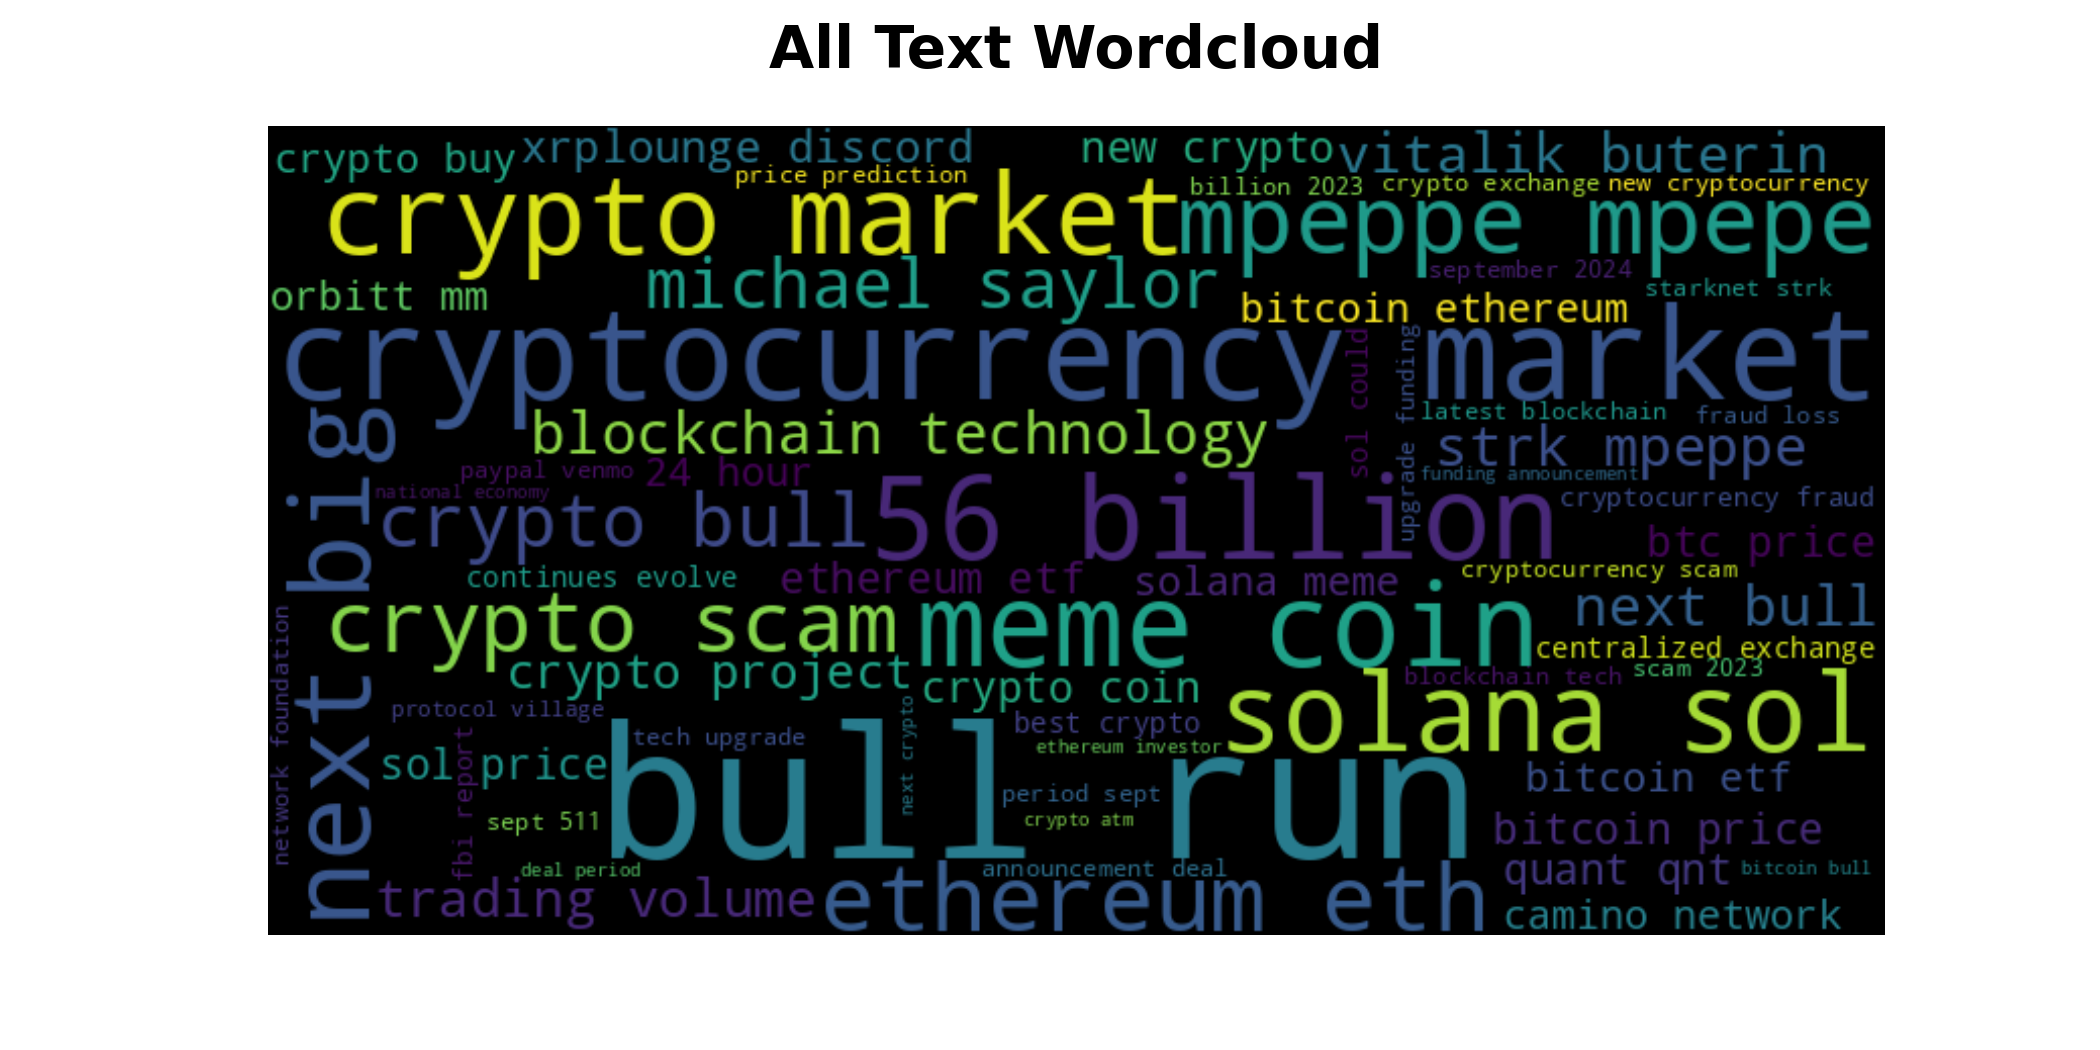 All Text Wordcloud
crypto buy
xrplounge discord
new crypto
vitalik buterin
price prediction
billion 2023
crypto exchange
new cryptocurrency
crypto market
mpeppe mpepe
michael saylor
september 2024
orbitt mm
bitcoin ethereum
starknet strk
cryptocurrency market
sol could
upgrade funding
next big
blockchain technology
latest blockchain
fraud loss
strk mpeppe
paypal venmo
24 hour
funding announcement
national economy
crypto bull
56 billion
cryptocurrency fraud
btc price
continues evolve
ethereum etf
solana meme
cryptocurrency scam
crypto scam
meme coin
next bull
network foundation
centralized exchange
crypto project
crypto coin
blockchain tech
scam 2023
protocol village
next crypto
best crypto
solana sol
tech upgrade
ethereum investor
sol price
fbi report
bull run
bitcoin etf
period sept
sept 511
crypto atm
bitcoin price
deal period
announcement deal
quant qnt
bitcoin bull
trading volume
ethereum eth
camino network